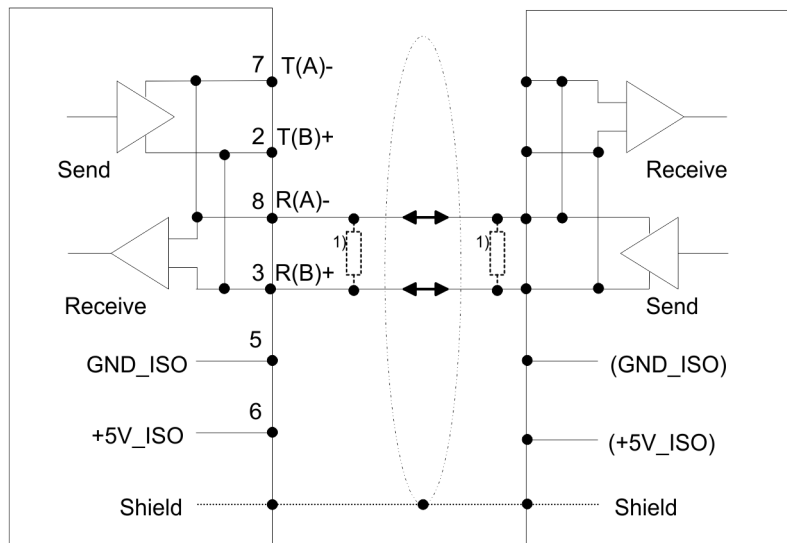 7 T(A)-
2 T(B)+
Send
Receive
8 R(A)-
1) 1)
3 R(B)+
Receive
Send
5
GND_ISO (GND_ISO)
6
+5V_ISO (+5V_ISO)
Shield Shield